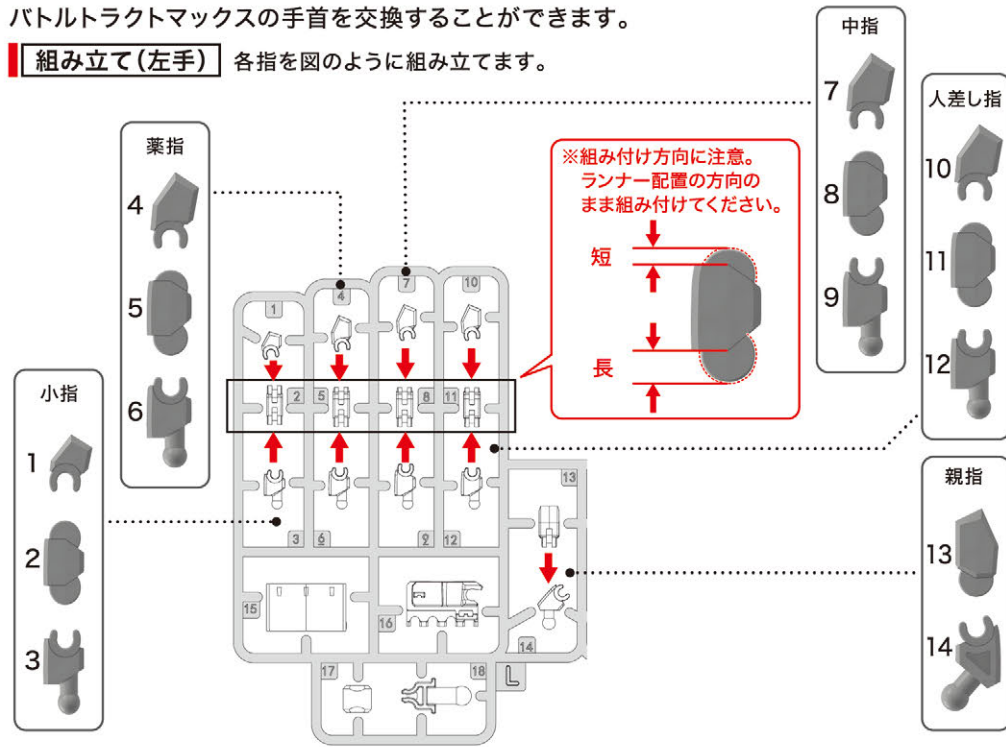 バトルトラクトマックスの手首を交換することができます。
組み立て(左手) 各指を図のように組み立てます。
中指
7
8
9
人差し指
10
11
12
薬指
4
5
6
※組み付け方向に注意。
ランナー配置の方向の
まま組み付けてください。
短
長
小指
1
2
3
親指
13
14
1
4
7
10
2
5
8
11
3
6
9
12
13
15
16
14
17
18
L